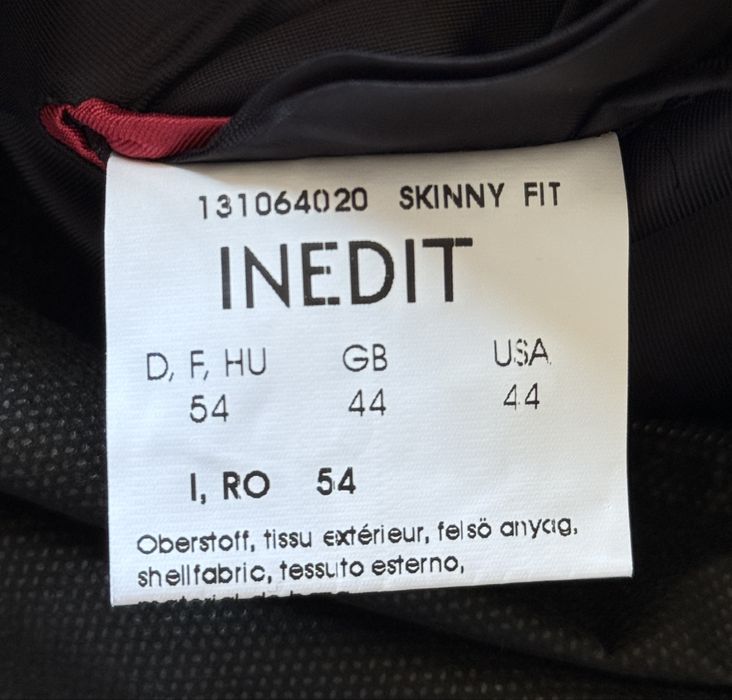 131064020 SKINNY FIT
INEDIT
D, F, HU GB USA
54 44 44
I, RO 54
Oberstoff, tissu extérieur, felsö anyag,
shellfabric, tessuto esterno,